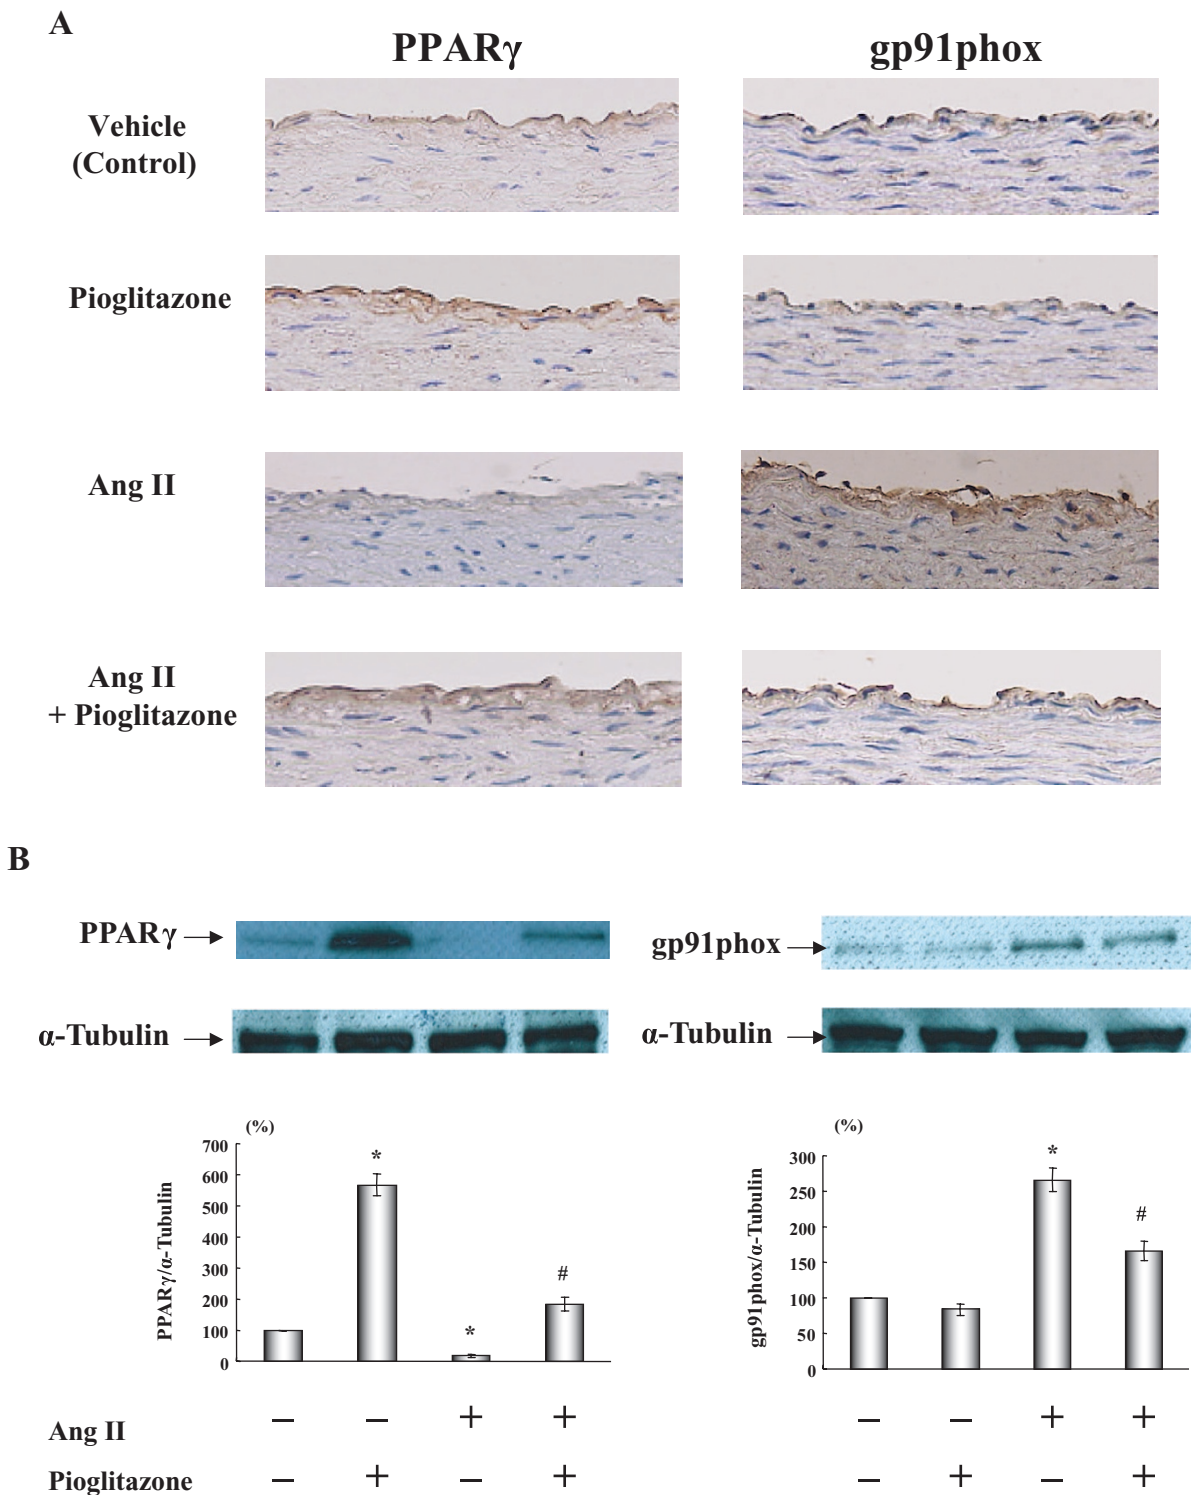 A
PPARγ gp91phox
Vehicle
(Control)
Pioglitazone
Ang II
Ang II
+ Pioglitazone
B
PPARγ gp91phox
α-Tubulin α-Tubulin
(%) (%)
PPARγ/α-Tubulin
700
600
500
400
300
200
100
0
* * #
gp91phox/α-Tubulin
300
250
200
150
100
50
0
* #
Ang II − − + + − − + +
Pioglitazone − + − + − + − +